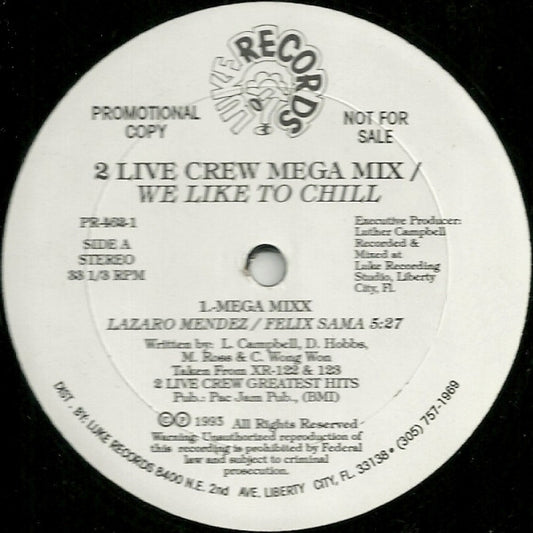 LUKE RECORDS
PROMOTIONAL
COPY
NOT FOR
SALE
2 LIVE CREW MEGA MIX /
WE LIKE TO CHILL
PR-462-1
SIDE A
STEREO
33 1/3 RPM
Executive Producer:
Luther Campbell
Recorded &
Mixed at
Luke Recording
Studio, Liberty
City, Fl.
1.-MEGA MIXX
LAZARO MENDEZ / FELIX SAMA 5:27
Written by: L. Campbell, D. Hobbs,
M. Ross & C. Wong Won
Taken From XR-122 & 123
2 LIVE CREW GREATEST HITS
Pub.: Pac Jam Pub., (BMI)
©Ⓟ 1993 All Rights Reserved
Warning: Unauthorized reproduction of
this recording is prohibited by Federal
law and subject to criminal
prosecution.
DIST. BY: LUKE RECORDS 8400 N.E. 2nd AVE. LIBERTY CITY, FL. 33138 • (305) 757-1969